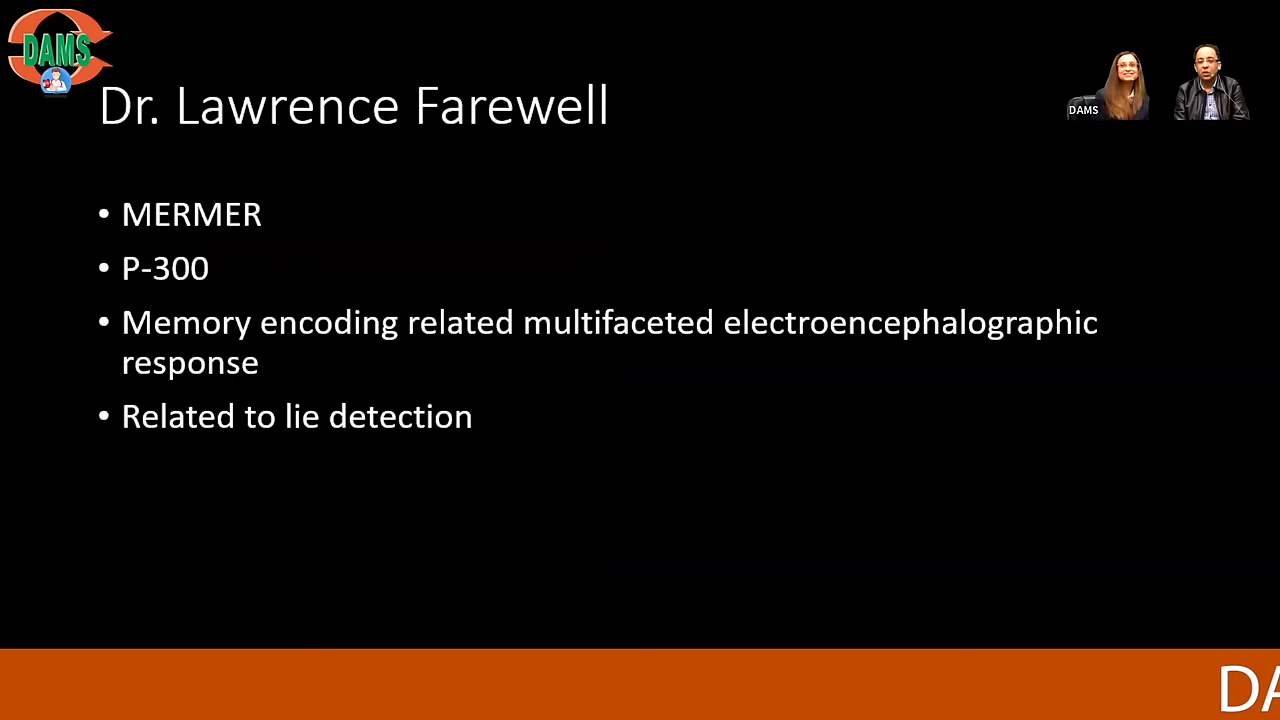 DAMS
Dr. Lawrence Farewell
DAMS
• MERMER
• P-300
• Memory encoding related multifaceted electroencephalographic
response
• Related to lie detection
DA